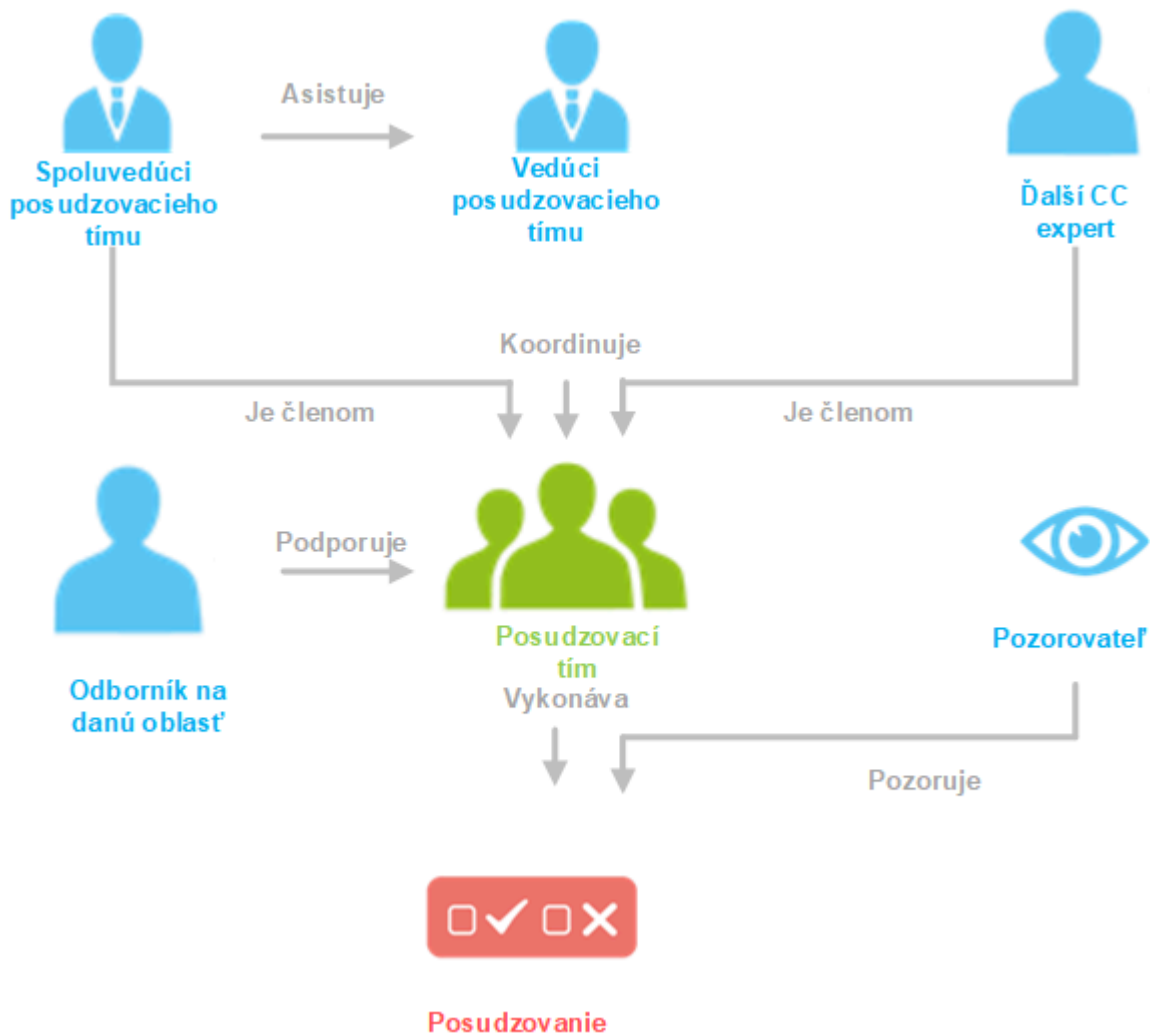 Asistuje
Spoluvedúci
posudzovacieho
tímu
Vedúci
posudzovacieho
tímu
Ďalší CC
expert
Koordinuje
Je členom
Je členom
Podporuje
Odborník na
danú oblasť
Posudzovací
tím
Vykonáva
Pozorovateľ
Pozoruje
Posudzovanie